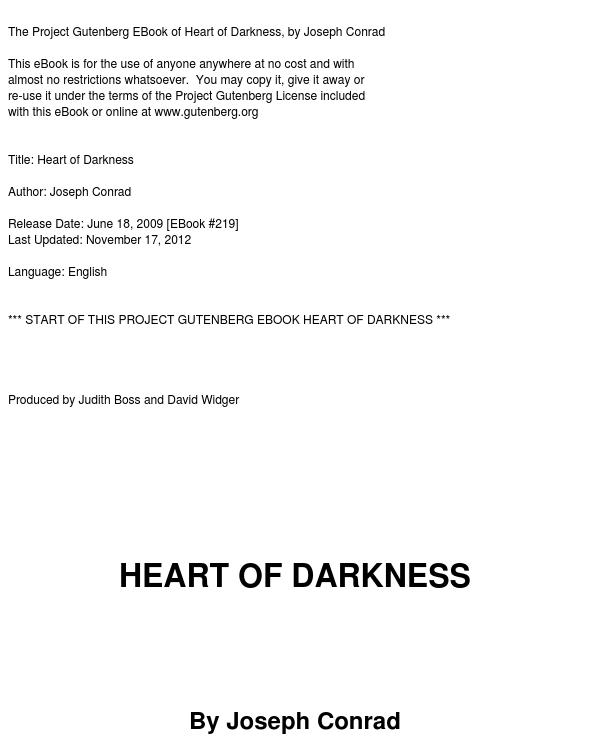 The Project Gutenberg EBook of Heart of Darkness, by Joseph Conrad
This eBook is for the use of anyone anywhere at no cost and with
almost no restrictions whatsoever.  You may copy it, give it away or
re-use it under the terms of the Project Gutenberg License included
with this eBook or online at www.gutenberg.org
Title: Heart of Darkness
Author: Joseph Conrad
Release Date: June 18, 2009 [EBook #219]
Last Updated: November 17, 2012
Language: English
*** START OF THIS PROJECT GUTENBERG EBOOK HEART OF DARKNESS ***
Produced by Judith Boss and David Widger
HEART OF DARKNESS
By Joseph Conrad